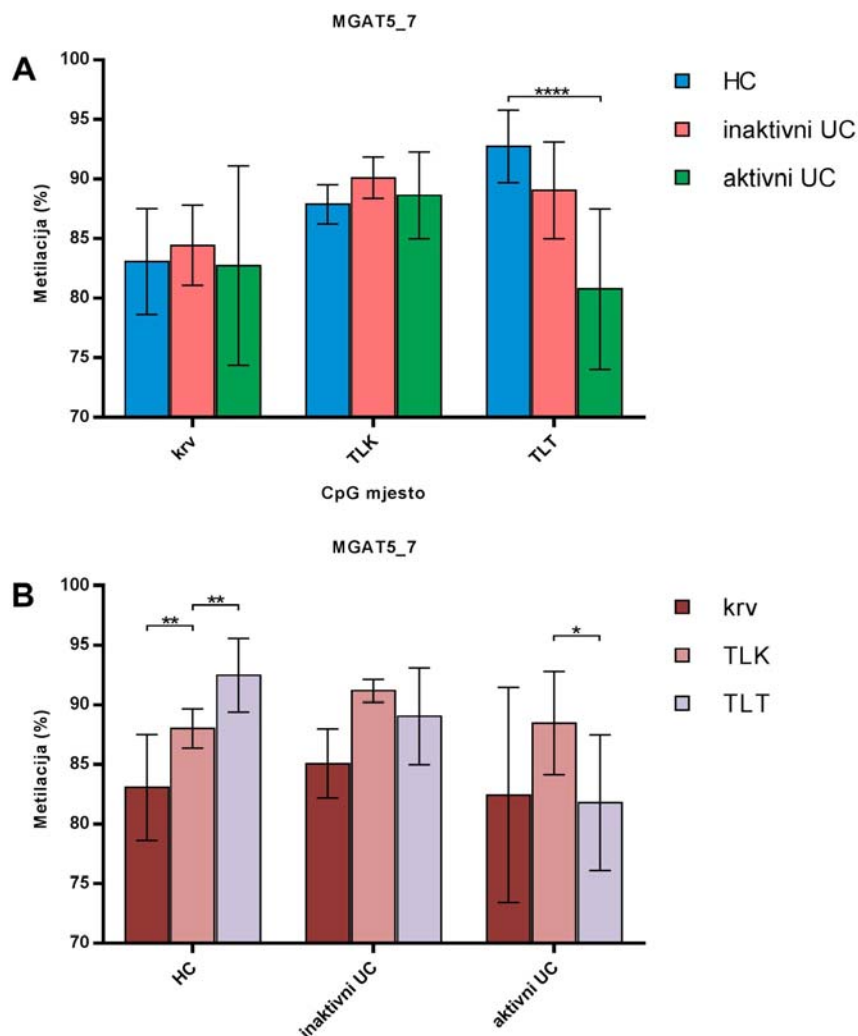 MGAT5_7
A
Metilacija (%)
100
95
90
85
80
75
70
****
krv
TLK
TLT
CpG mjesto
HC
inaktivni UC
aktivni UC
MGAT5_7
B
Metilacija (%)
100
95
90
85
80
75
70
**
**
*
HC
inaktivni UC
aktivni UC
krv
TLK
TLT